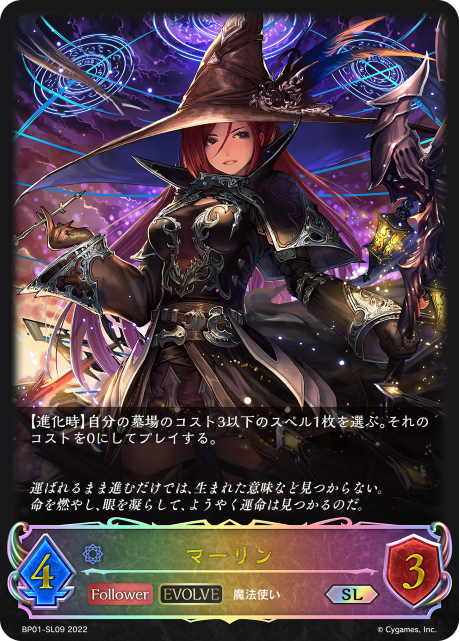 【進化時】自分の墓場のコスト3以下のスペル1枚を選ぶ。それの
コストを0にしてプレイする。
運ばれるまま進むだけでは、生まれた意味など見つからない。
命を燃やし、眼を凝らして、ようやく運命は見つかるのだ。
マーリン
4
3
Follower EVOLVE 魔法使い SL
BP01-SL09 2022 © Cygames, Inc.